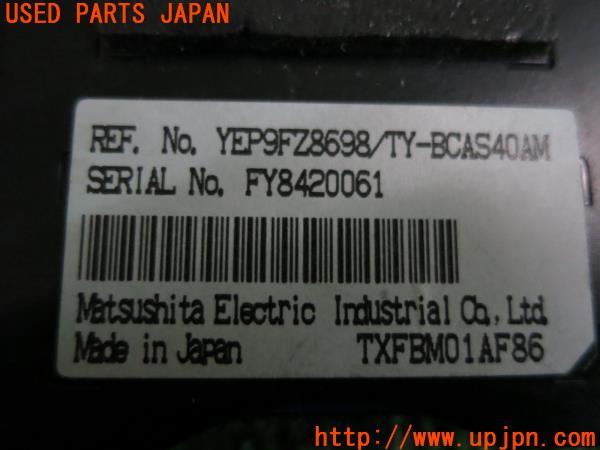 USED PARTS JAPAN
REF. No. YEP9FZ8698/TY-BCAS40AM
SERIAL No. FY8420061
Matsushita Electric Industrial Co., Ltd.
Made in Japan TXFBM01AF86
http://www.upjpn.com/